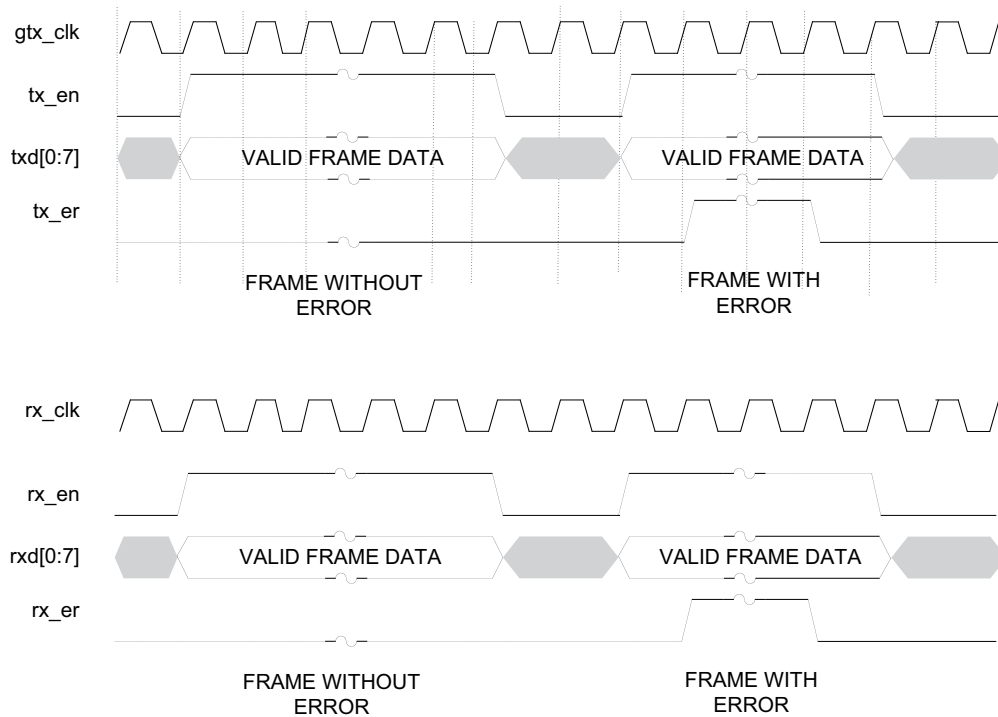 gtx_clk
tx_en
txd[0:7]
VALID FRAME DATA
VALID FRAME DATA
tx_er
FRAME WITHOUT
ERROR
FRAME WITH
ERROR
rx_clk
rx_en
rxd[0:7]
VALID FRAME DATA
VALID FRAME DATA
rx_er
FRAME WITHOUT
ERROR
FRAME WITH
ERROR